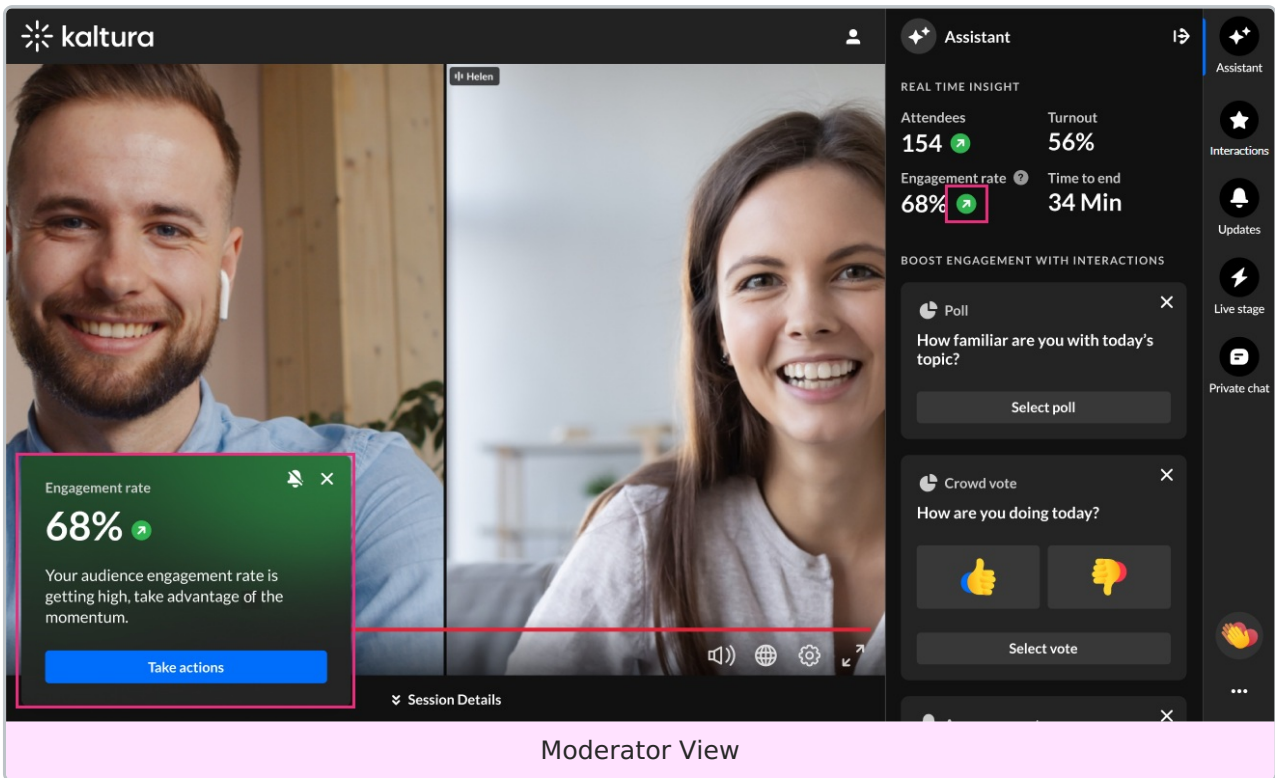 kaltura
Helen
Engagement rate
68%
Your audience engagement rate is
getting high, take advantage of the
momentum.
Take actions
Session Details
Assistant
REAL TIME INSIGHT
Attendees
Turnout
154
56%
Engagement rate ?
Time to end
68%
34 Min
BOOST ENGAGEMENT WITH INTERACTIONS
Poll
How familiar are you with today's
topic?
Select poll
Crowd vote
How are you doing today?
Select vote
Assistant
Interactions
Updates
Live stage
Private chat
Moderator View